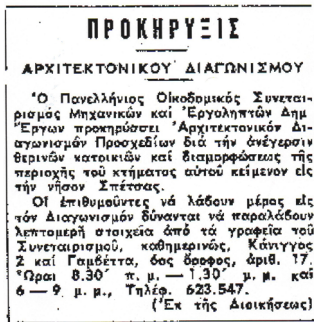 ΠΡΟΚΗΡΥΞΙΣ
ΑΡΧΙΤΕΚΤΟΝΙΚΟΥ ΔΙΑΓΩΝΙΣΜΟΥ
Ὁ Πανελλήνιος Οἰκοδομικὸς Συνεται-
ρισμὸς Μηχανικῶν καὶ Ἐργοληπτῶν Δημ
Ἔργων προκηρύσσει Ἀρχιτεκτονικὸν Δι-
αγωνισμὸν Προσχεδίων διὰ τὴν ἀνέγερσιν
θερινῶν κατοικιῶν καὶ διαμορφώσεως τῆς
περιοχῆς τοῦ κτήματος αὐτοῦ κείμενον εἰς
τὴν νῆσον Σπέτσας.
Οἱ ἐπιθυμοῦντες νὰ λάβουν μέρος εἰς
τὸν Διαγωνισμὸν δύνανται νὰ παραλάβουν
λεπτομερῆ στοιχεῖα ἀπὸ τὰ γραφεῖα τοῦ
Συνεταιρισμοῦ, καθημερινῶς, Κάνιγγος
2 καὶ Γαμβέττα, 6ος ὄροφος, ἀριθ. 17.
Ὧραι 8.30' π. μ. — 1.30' μ. μ. καὶ
6 — 9 μ. μ., Τηλέφ. 623.547.
(Ἐκ τῆς Διοικήσεως)